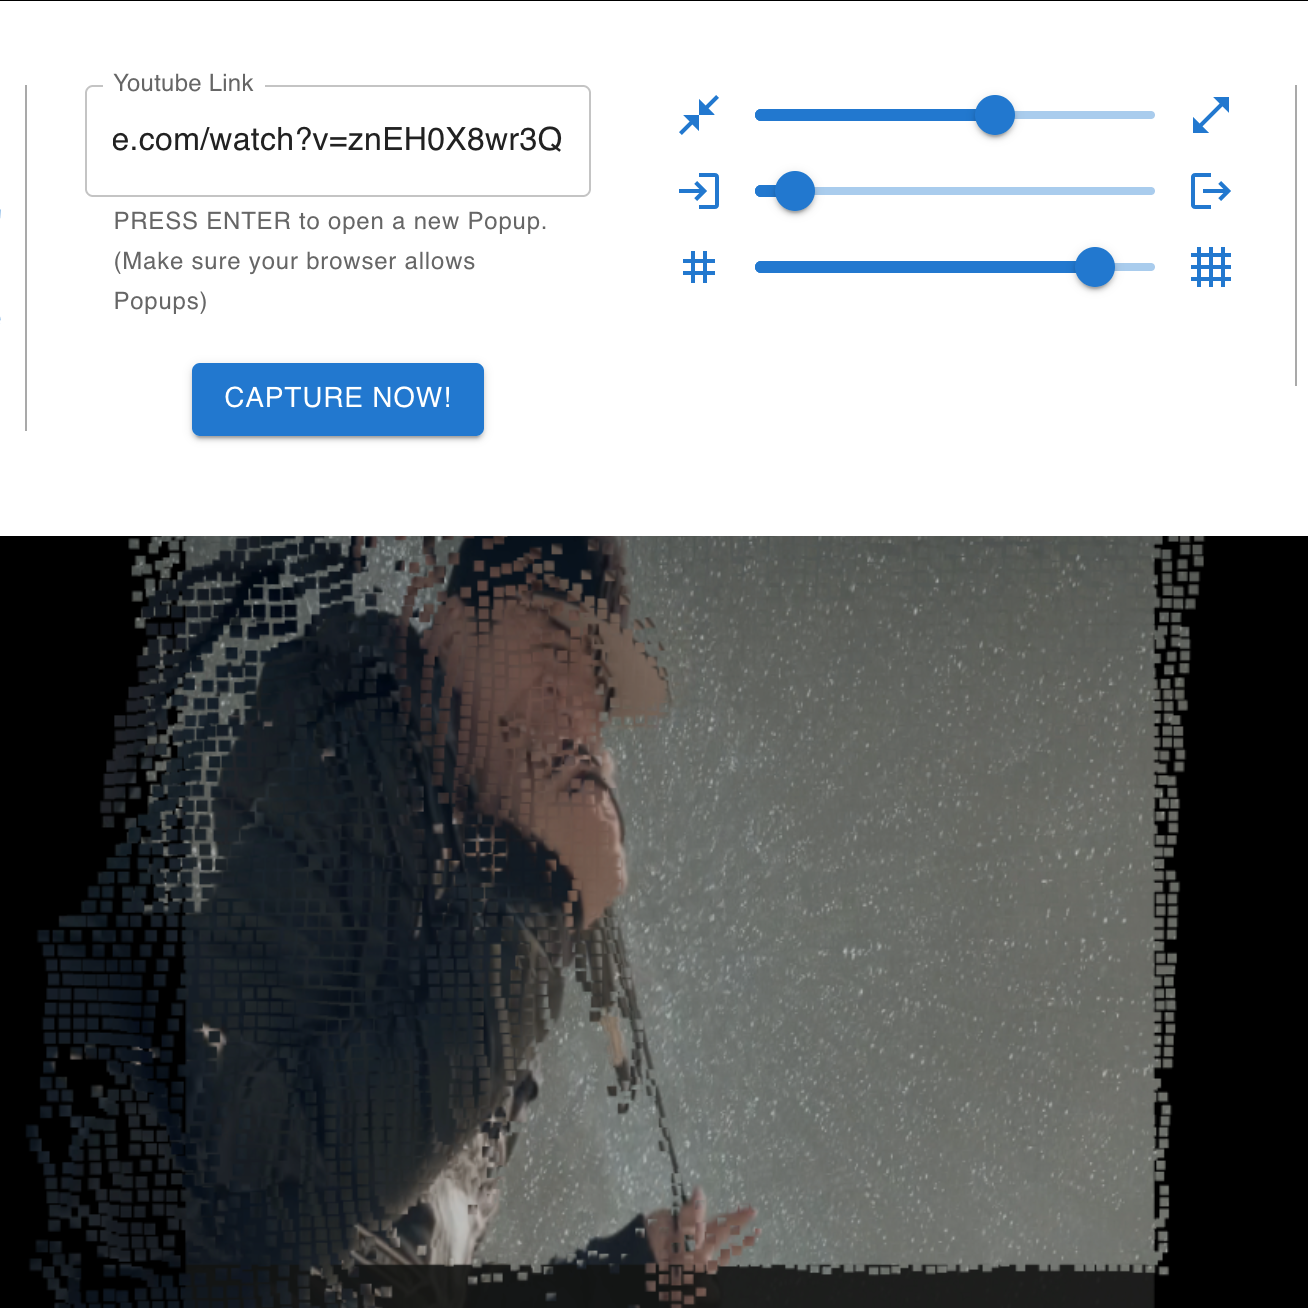 Youtube Link
e.com/watch?v=znEH0X8wr3Q
PRESS ENTER to open a new Popup.
(Make sure your browser allows
Popups)
CAPTURE NOW!